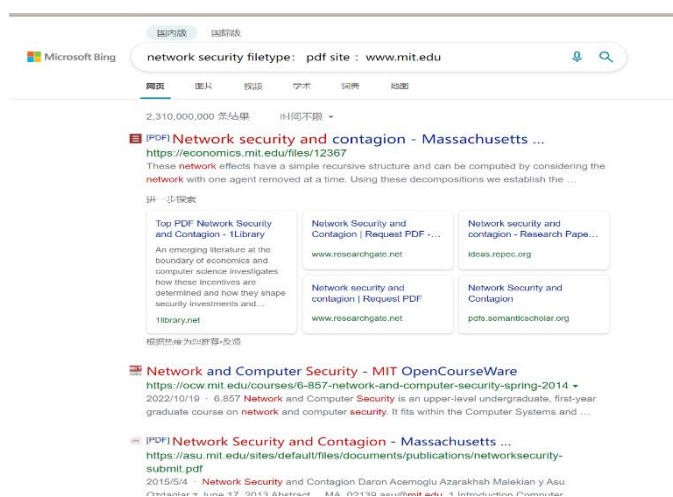 国内版 国际版
Microsoft Bing
network security filetype： pdf site：www.mit.edu
网页 图片 视频 学术 词典 地图
2,310,000,000 条结果 时间不限
[PDF] Network security and contagion - Massachusetts ...
https://economics.mit.edu/files/12367
These network effects have a simple recursive structure and can be computed by considering the
network with one agent removed at a time. Using these decompositions we establish the ...
进一步探索
Top PDF Network Security
and Contagion - 1Library
An emerging literature at the
boundary of economics and
computer science investigates
how these incentives are
determined and how they shape
security investments and...
1library.net
Network Security and
Contagion | Request PDF -...
www.researchgate.net
Network security and
contagion - Research Pape...
ideas.repec.org
Network security and
contagion | Request PDF
www.researchgate.net
Network Security and
Contagion
pdfs.semanticscholar.org
根据热度为您推荐•反馈
Network and Computer Security - MIT OpenCourseWare
https://ocw.mit.edu/courses/6-857-network-and-computer-security-spring-2014
2022/10/19 · 6.857 Network and Computer Security is an upper-level undergraduate, first-year
graduate course on network and computer security. It fits within the Computer Systems and ...
[PDF] Network Security and Contagion - Massachusetts ...
https://asu.mit.edu/sites/default/files/documents/publications/networksecurity-
submit.pdf
2015/5/4 · Network Security and Contagion Daron Acemoglu Azarakhsh Malekian y Asu
Ozdaglar z June 17, 2013 Abstract ... MA, 02139 asu@mit.edu. 1 Introduction Computer